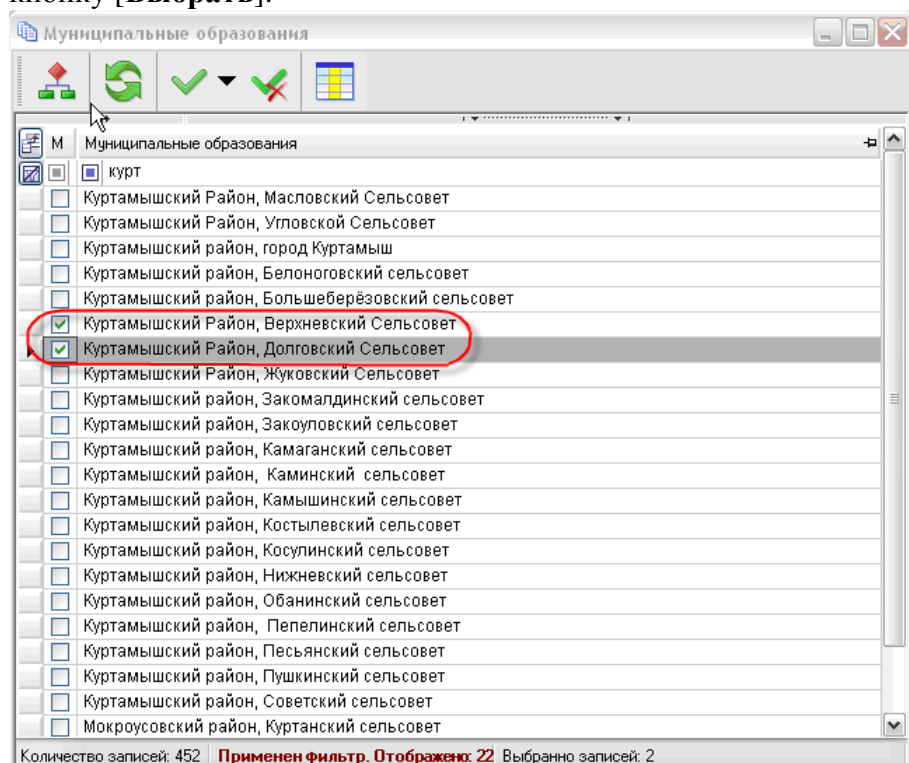 кнопку [Выбрать].
Муниципальные образования
М Муниципальные образования
курт
Куртамышский Район, Масловский Сельсовет
Куртамышский Район, Угловской Сельсовет
Куртамышский район, город Куртамыш
Куртамышский район, Белоноговский сельсовет
Куртамышский район, Большеберёзовский сельсовет
Куртамышский Район, Верхневский Сельсовет
Куртамышский Район, Долговский Сельсовет
Куртамышский Район, Жуковский Сельсовет
Куртамышский район, Закомалдинский сельсовет
Куртамышский район, Закоуловский сельсовет
Куртамышский район, Камаганский сельсовет
Куртамышский район, Каминский сельсовет
Куртамышский район, Камышинский сельсовет
Куртамышский район, Костылевский сельсовет
Куртамышский район, Косулинский сельсовет
Куртамышский район, Нижневский сельсовет
Куртамышский район, Обанинский сельсовет
Куртамышский район, Пепелинский сельсовет
Куртамышский район, Песьянский сельсовет
Куртамышский район, Пушкинский сельсовет
Куртамышский район, Советский сельсовет
Мокроусовский район, Куртанский сельсовет
Количество записей: 452 Применен фильтр. Отображено: 22 Выбранно записей: 2